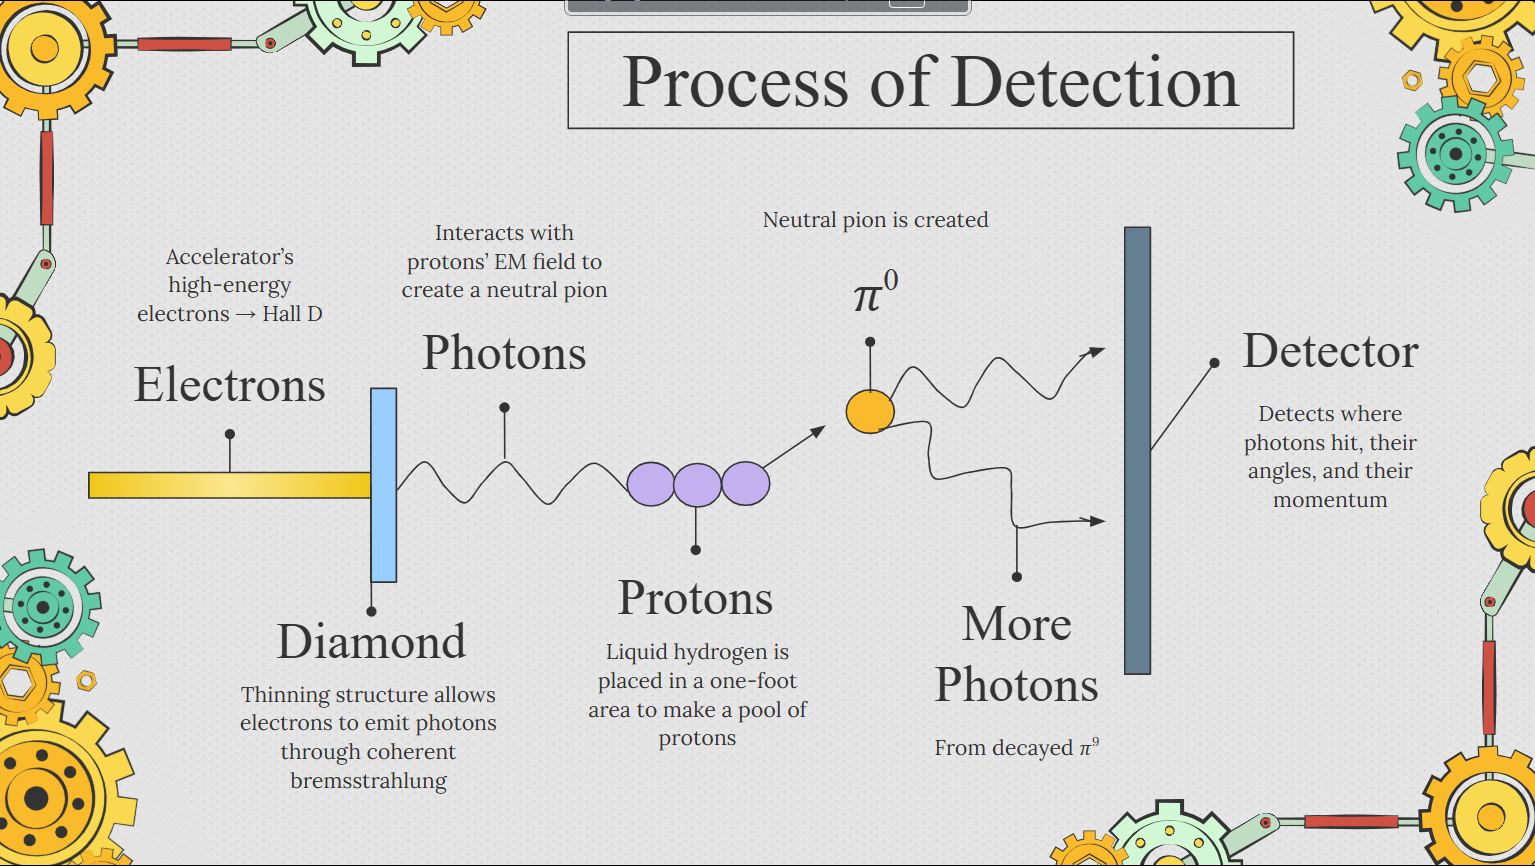 Process of Detection
Accelerator’s
high-energy
electrons → Hall D
Electrons
Interacts with
protons’ EM field to
create a neutral pion
Photons
Neutral pion is created
π⁰
Detector
Detects where
photons hit, their
angles, and their
momentum
Diamond
Thinning structure allows
electrons to emit photons
through coherent
bremsstrahlung
Protons
Liquid hydrogen is
placed in a one-foot
area to make a pool of
protons
More
Photons
From decayed π⁹